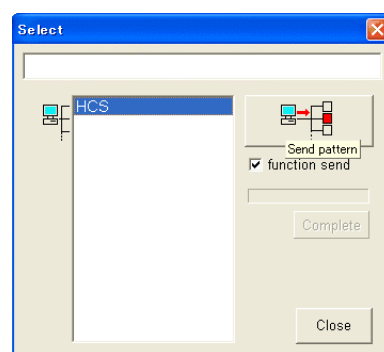 Select
HCS
Send pattern
function send
Complete
Close